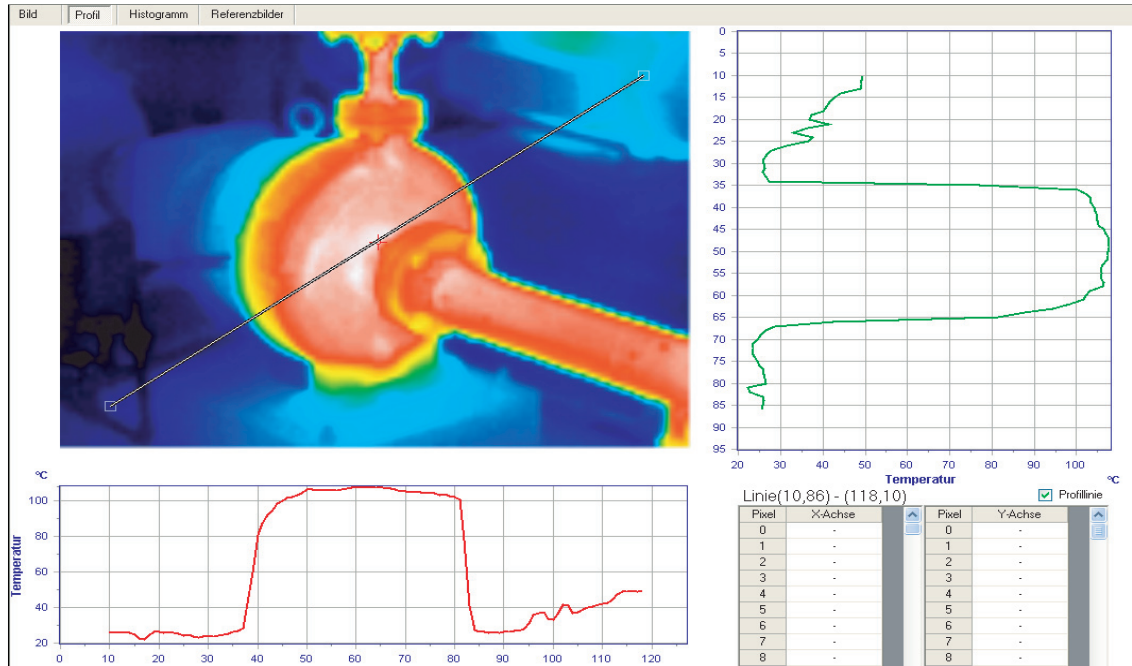 Bild Profil Histogramm Referenzbilder
0
5
10
15
20
25
30
35
40
45
50
55
60
65
70
75
80
85
90
95
20 30 40 50 60 70 80 90 100
Temperatur °C
°C
100
80
60
40
20
Temperatur
0 10 20 30 40 50 60 70 80 90 100 110 120
Linie(10,86) - (118,10) Profillinie
Pixel X-Achse Pixel Y-Achse
0 - 0 -
1 - 1 -
2 - 2 -
3 - 3 -
4 - 4 -
5 - 5 -
6 - 6 -
7 - 7 -
8 - 8 -